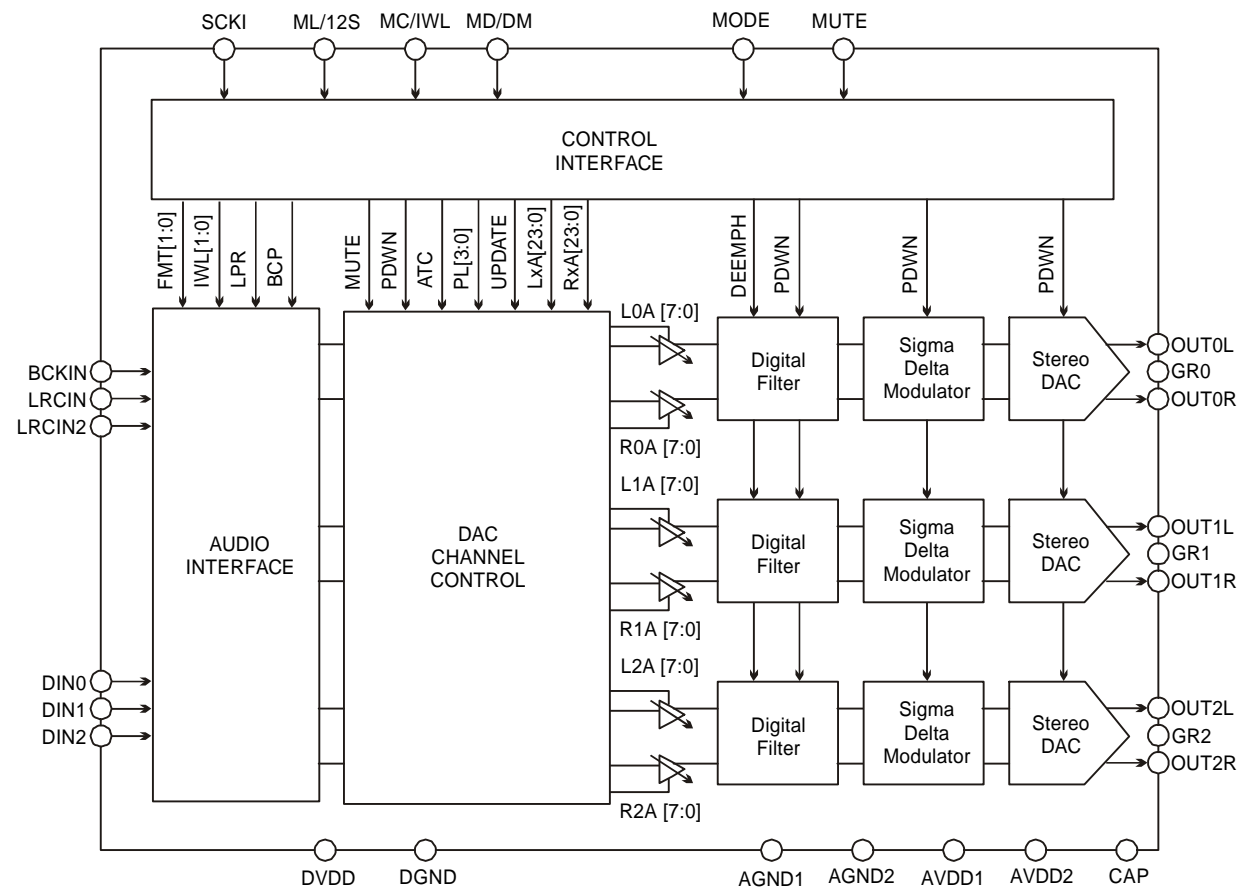 SCKI
ML/12S
MC/IWL
MD/DM
MODE
MUTE
CONTROL
INTERFACE
FMT[1:0]
IWL[1:0]
LPR
BCP
MUTE
PDWN
ATC
PL[3:0]
UPDATE
LxA[23:0]
RxA[23:0]
DEEMPH
PDWN
PDWN
PDWN
BCKIN
LRCIN
LRCIN2
DIN0
DIN1
DIN2
AUDIO
INTERFACE
DAC
CHANNEL
CONTROL
L0A [7:0]
R0A [7:0]
L1A [7:0]
R1A [7:0]
L2A [7:0]
R2A [7:0]
Digital
Filter
Sigma
Delta
Modulator
Stereo
DAC
OUT0L
GR0
OUT0R
Digital
Filter
Sigma
Delta
Modulator
Stereo
DAC
OUT1L
GR1
OUT1R
Digital
Filter
Sigma
Delta
Modulator
Stereo
DAC
OUT2L
GR2
OUT2R
DVDD
DGND
AGND1
AGND2
AVDD1
AVDD2
CAP